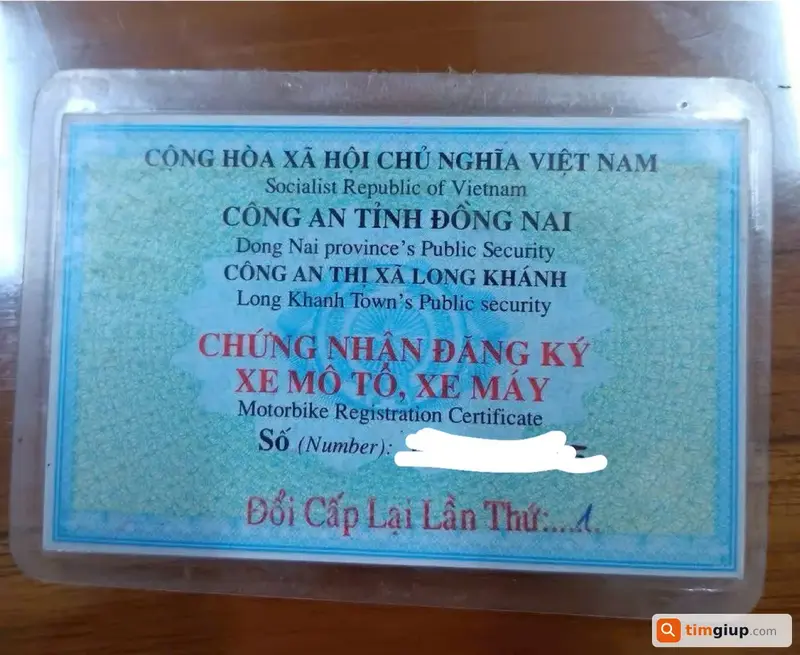 CỘNG HÒA XÃ HỘI CHỦ NGHĨA VIỆT NAM
Socialist Republic of Vietnam
CÔNG AN TỈNH ĐỒNG NAI
Dong Nai province's Public Security
CÔNG AN THỊ XÃ LONG KHÁNH
Long Khanh Town's Public security
CHỨNG NHẬN ĐĂNG KÝ
XE MÔ TÔ, XE MÁY
Motorbike Registration Certificate
Số (Number):
Đổi Cấp Lại Lần Thứ:....1.
timgiup.com